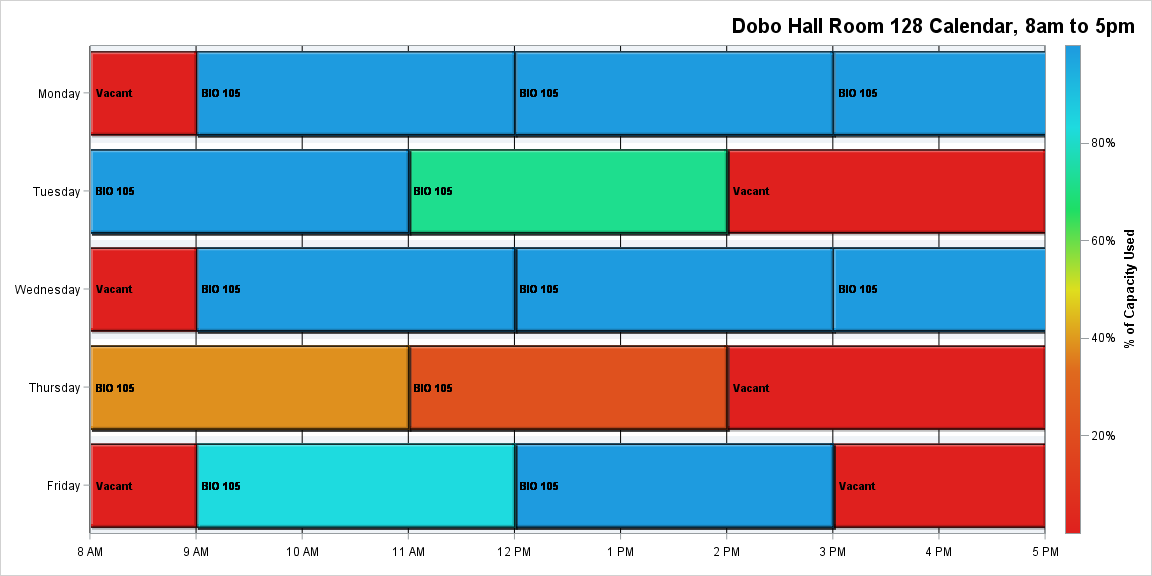 Dobo Hall Room 128 Calendar, 8am to 5pm
Monday
Vacant
BIO 105
BIO 105
BIO 105
80%
Tuesday
BIO 105
BIO 105
Vacant
60%
% of Capacity Used
Wednesday
Vacant
BIO 105
BIO 105
BIO 105
40%
Thursday
BIO 105
BIO 105
Vacant
20%
Friday
Vacant
BIO 105
BIO 105
Vacant
8 AM
9 AM
10 AM
11 AM
12 PM
1 PM
2 PM
3 PM
4 PM
5 PM